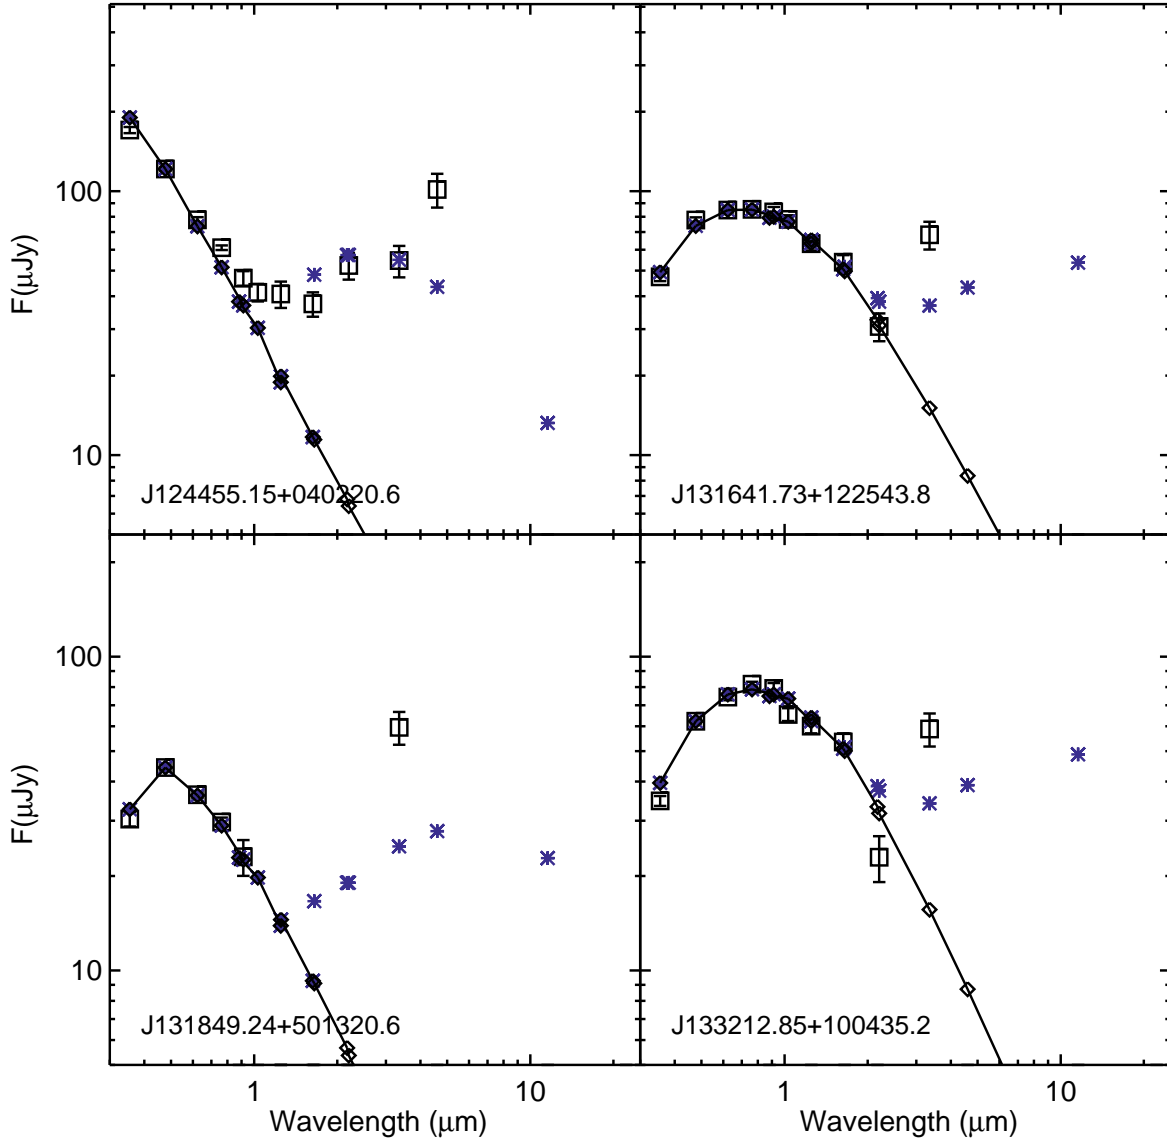 100
10
F(μJy)
J124455.15+040220.6
J131641.73+122543.8
100
10
F(μJy)
J131849.24+501320.6
J133212.85+100435.2
1 10
1 10
Wavelength (μm)
Wavelength (μm)